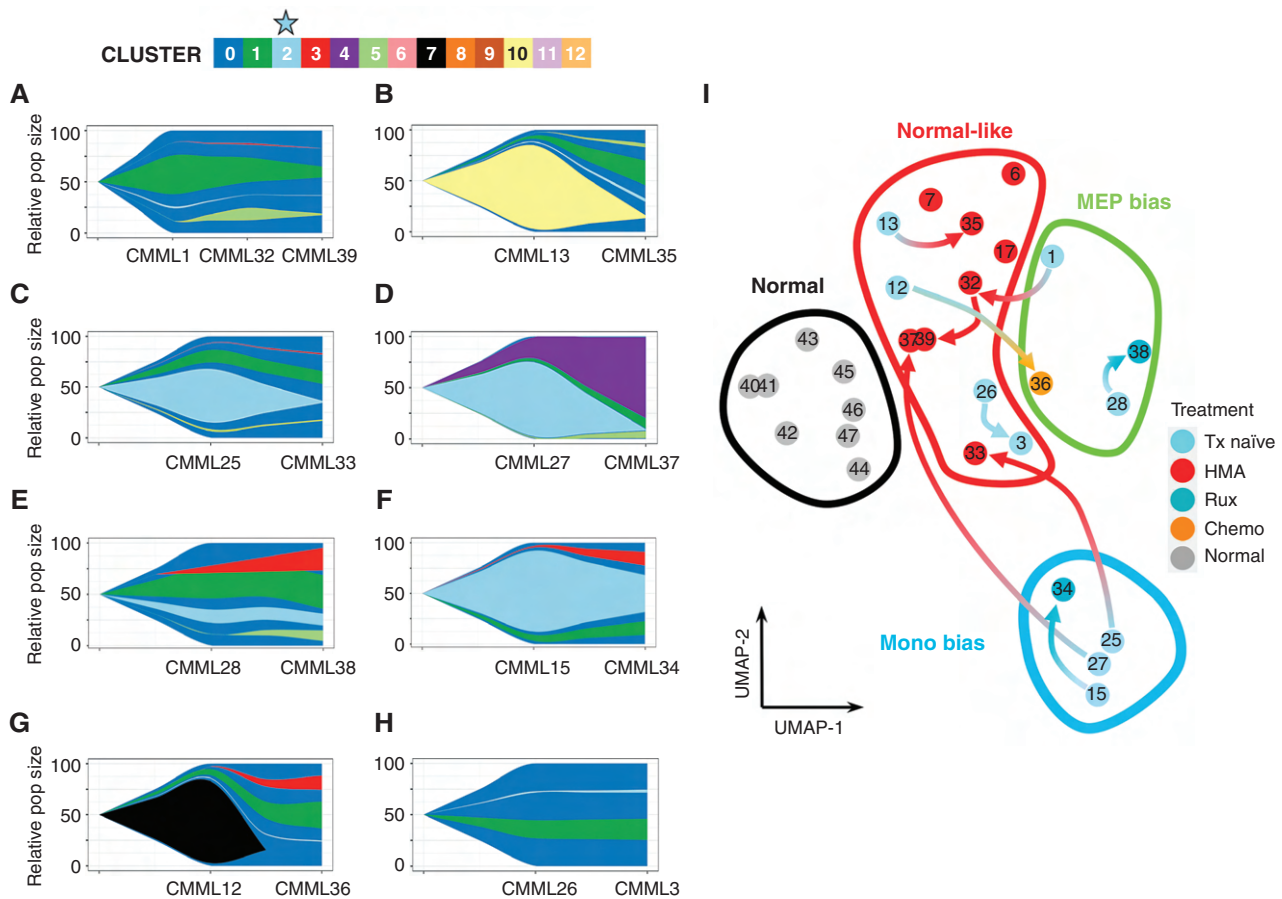 CLUSTER 0 1 2 3 4 5 6 7 8 9 10 11 12
A
Relative pop size
100
50
0
CMML1 CMML32 CMML39
B
100
50
0
CMML13 CMML35
C
Relative pop size
100
50
0
CMML25 CMML33
D
100
50
0
CMML27 CMML37
E
Relative pop size
100
50
0
CMML28 CMML38
F
100
50
0
CMML15 CMML34
G
Relative pop size
100
50
0
CMML12 CMML36
H
100
50
0
CMML26 CMML3
I
Normal-like
6
7
MEP bias
13
35
17
1
12
32
Normal
43
37
39
38
45
40
41
36
26
28
46
42
47
3
33
44
Treatment
Tx naïve
HMA
Rux
Chemo
Normal
34
Mono bias
25
27
15
UMAP-2
UMAP-1